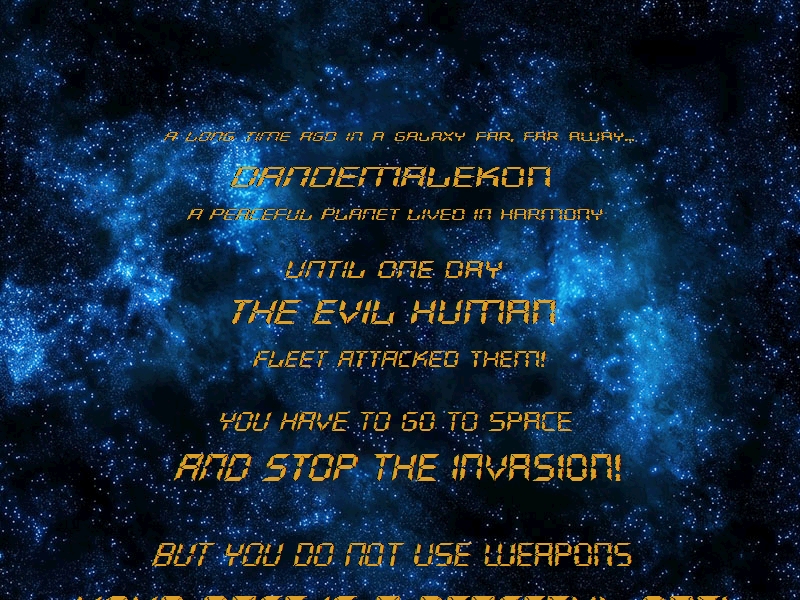 A LONG TIME AGO IN A GALAXY FAR, FAR AWAY...
DANDEMALEKON
A PEACEFUL PLANET LIVED IN HARMONY
UNTIL ONE DAY
THE EVIL HUMAN
FLEET ATTACKED THEM!
YOU HAVE TO GO TO SPACE
AND STOP THE INVASION!
BUT YOU DO NOT USE WEAPONS